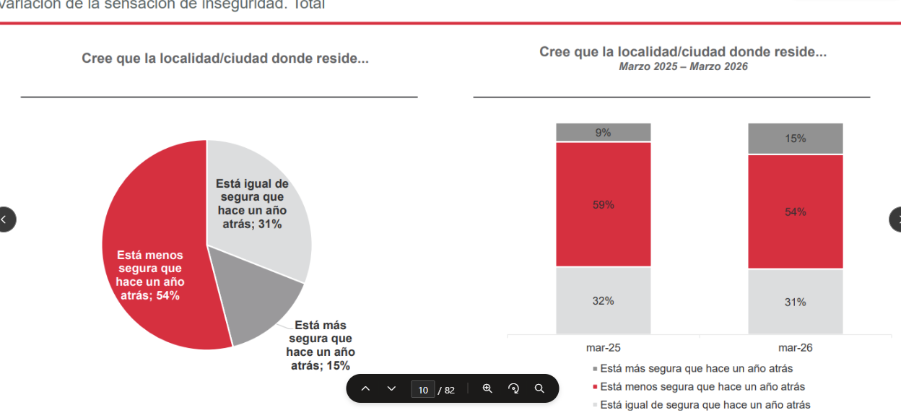 Variación de la sensación de inseguridad. Total
Cree que la localidad/ciudad donde reside...
Está igual de
segura que
hace un año
atrás; 31%
Está menos
segura que
hace un año
atrás; 54%
Está más
segura que
hace un año
atrás; 15%
Cree que la localidad/ciudad donde reside...
Marzo 2025 – Marzo 2026
9%
15%
59%
54%
32%
31%
mar-25
mar-26
Está más segura que hace un año atrás
Está menos segura que hace un año atrás
Está igual de segura que hace un año atrás
10 / 82